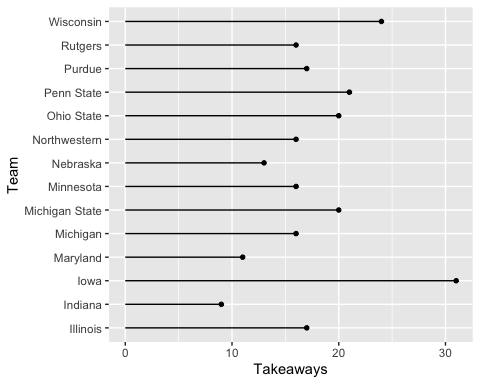 Wisconsin
Rutgers
Purdue
Penn State
Ohio State
Northwestern
Nebraska
Minnesota
Michigan State
Michigan
Maryland
Iowa
Indiana
Illinois
Team
0 10 20 30
Takeaways